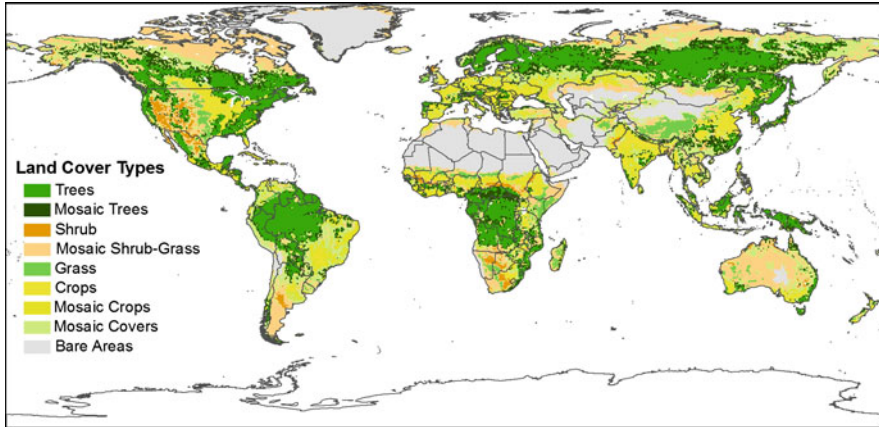 Land Cover Types
Trees
Mosaic Trees
Shrub
Mosaic Shrub-Grass
Grass
Crops
Mosaic Crops
Mosaic Covers
Bare Areas